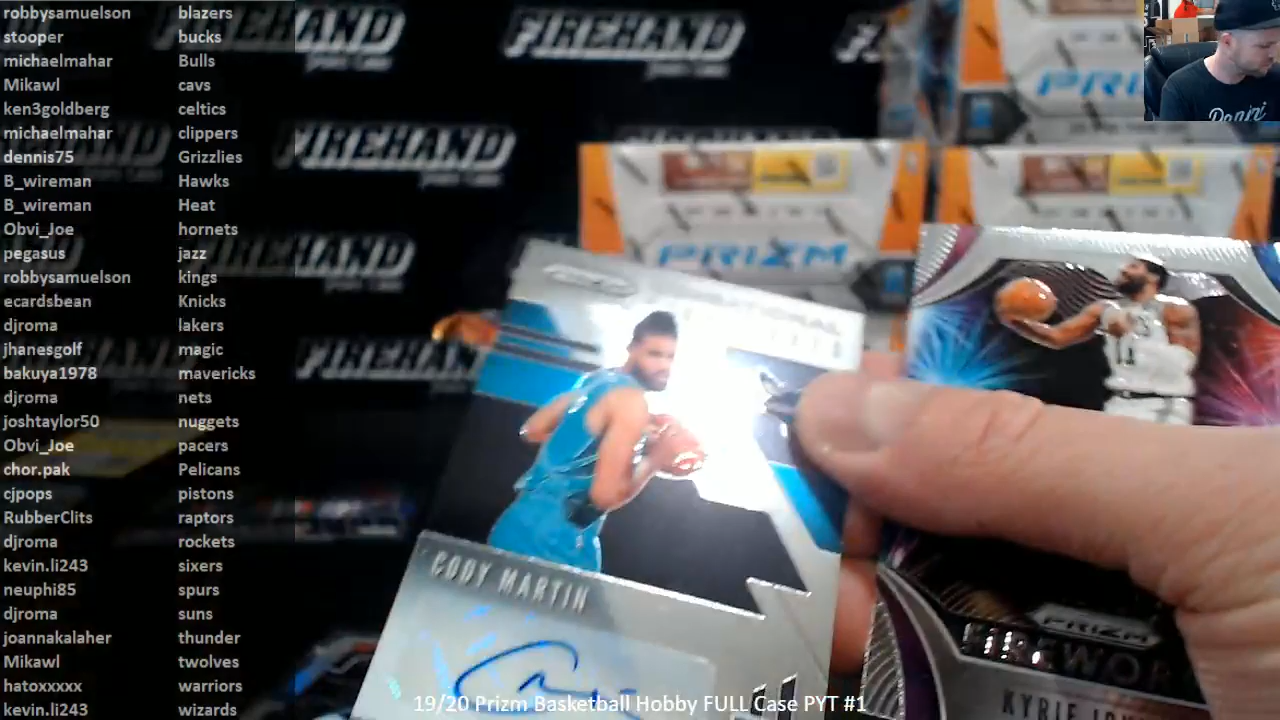 robbysamuelson blazers
stooper bucks
michaelmahar Bulls
Mikawl cavs
ken3goldberg celtics
michaelmahar clippers
dennis75 Grizzlies
B_wireman Hawks
B_wireman Heat
Obvi_Joe hornets
pegasus jazz
robbysamuelson kings
ecardsbean Knicks
djroma lakers
jhanesgolf magic
bakuya1978 mavericks
djroma nets
joshtaylor50 nuggets
Obvi_Joe pacers
chor.pak Pelicans
cjpops pistons
RubberClits raptors
djroma rockets
kevin.li243 sixers
neuphi85 spurs
djroma suns
joannakalaher thunder
Mikawl twolves
hatoxxxxx warriors
kevin.li243 wizards
FIREHAND
FIREHAND
FIREHAND
FIREHAND
FIREHAND
PRIZM
CODY MARTIN
PRIZM
FIREWOR
KYRIE
19/20 Prizm Basketball Hobby FULL Case PYT #1